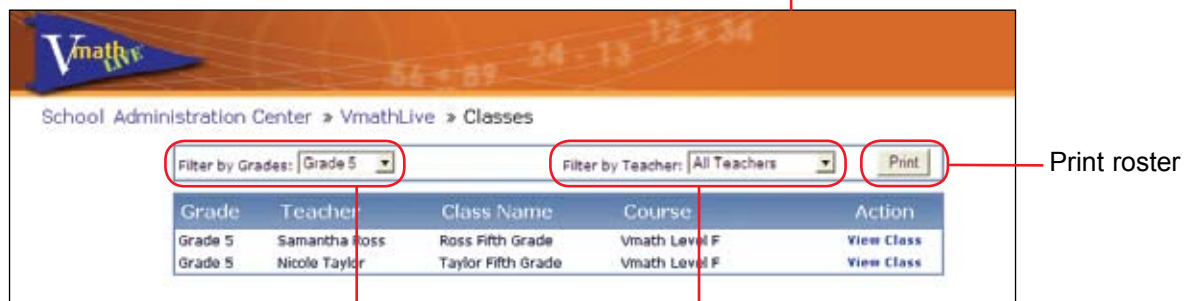 12 x 34
24 - 13
56 + 89
Vmath
LIVE
School Administration Center » VmathLive » Classes
Filter by Grades: Grade 5 Filter by Teacher: All Teachers Print
Print roster
Grade Teacher Class Name Course Action
Grade 5 Samantha Ross Ross Fifth Grade Vmath Level F View Class
Grade 5 Nicole Taylor Taylor Fifth Grade Vmath Level F View Class